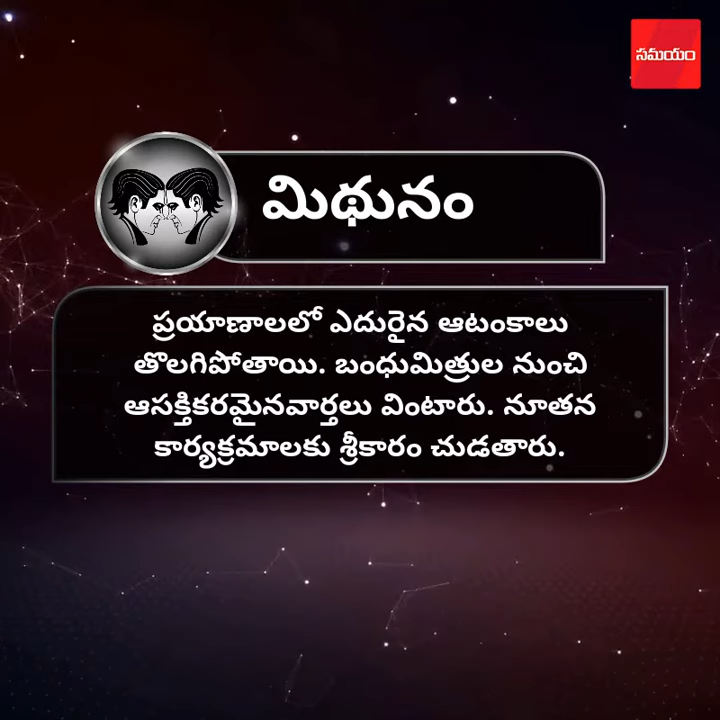 సమయం
మిథునం
ప్రయాణాలలో ఎదురైన ఆటంకాలు
తొలగిపోతాయి. బంధుమిత్రుల నుంచి
ఆసక్తికరమైనవార్తలు వింటారు. నూతన
కార్యక్రమాలకు శ్రీకారం చుడతారు.